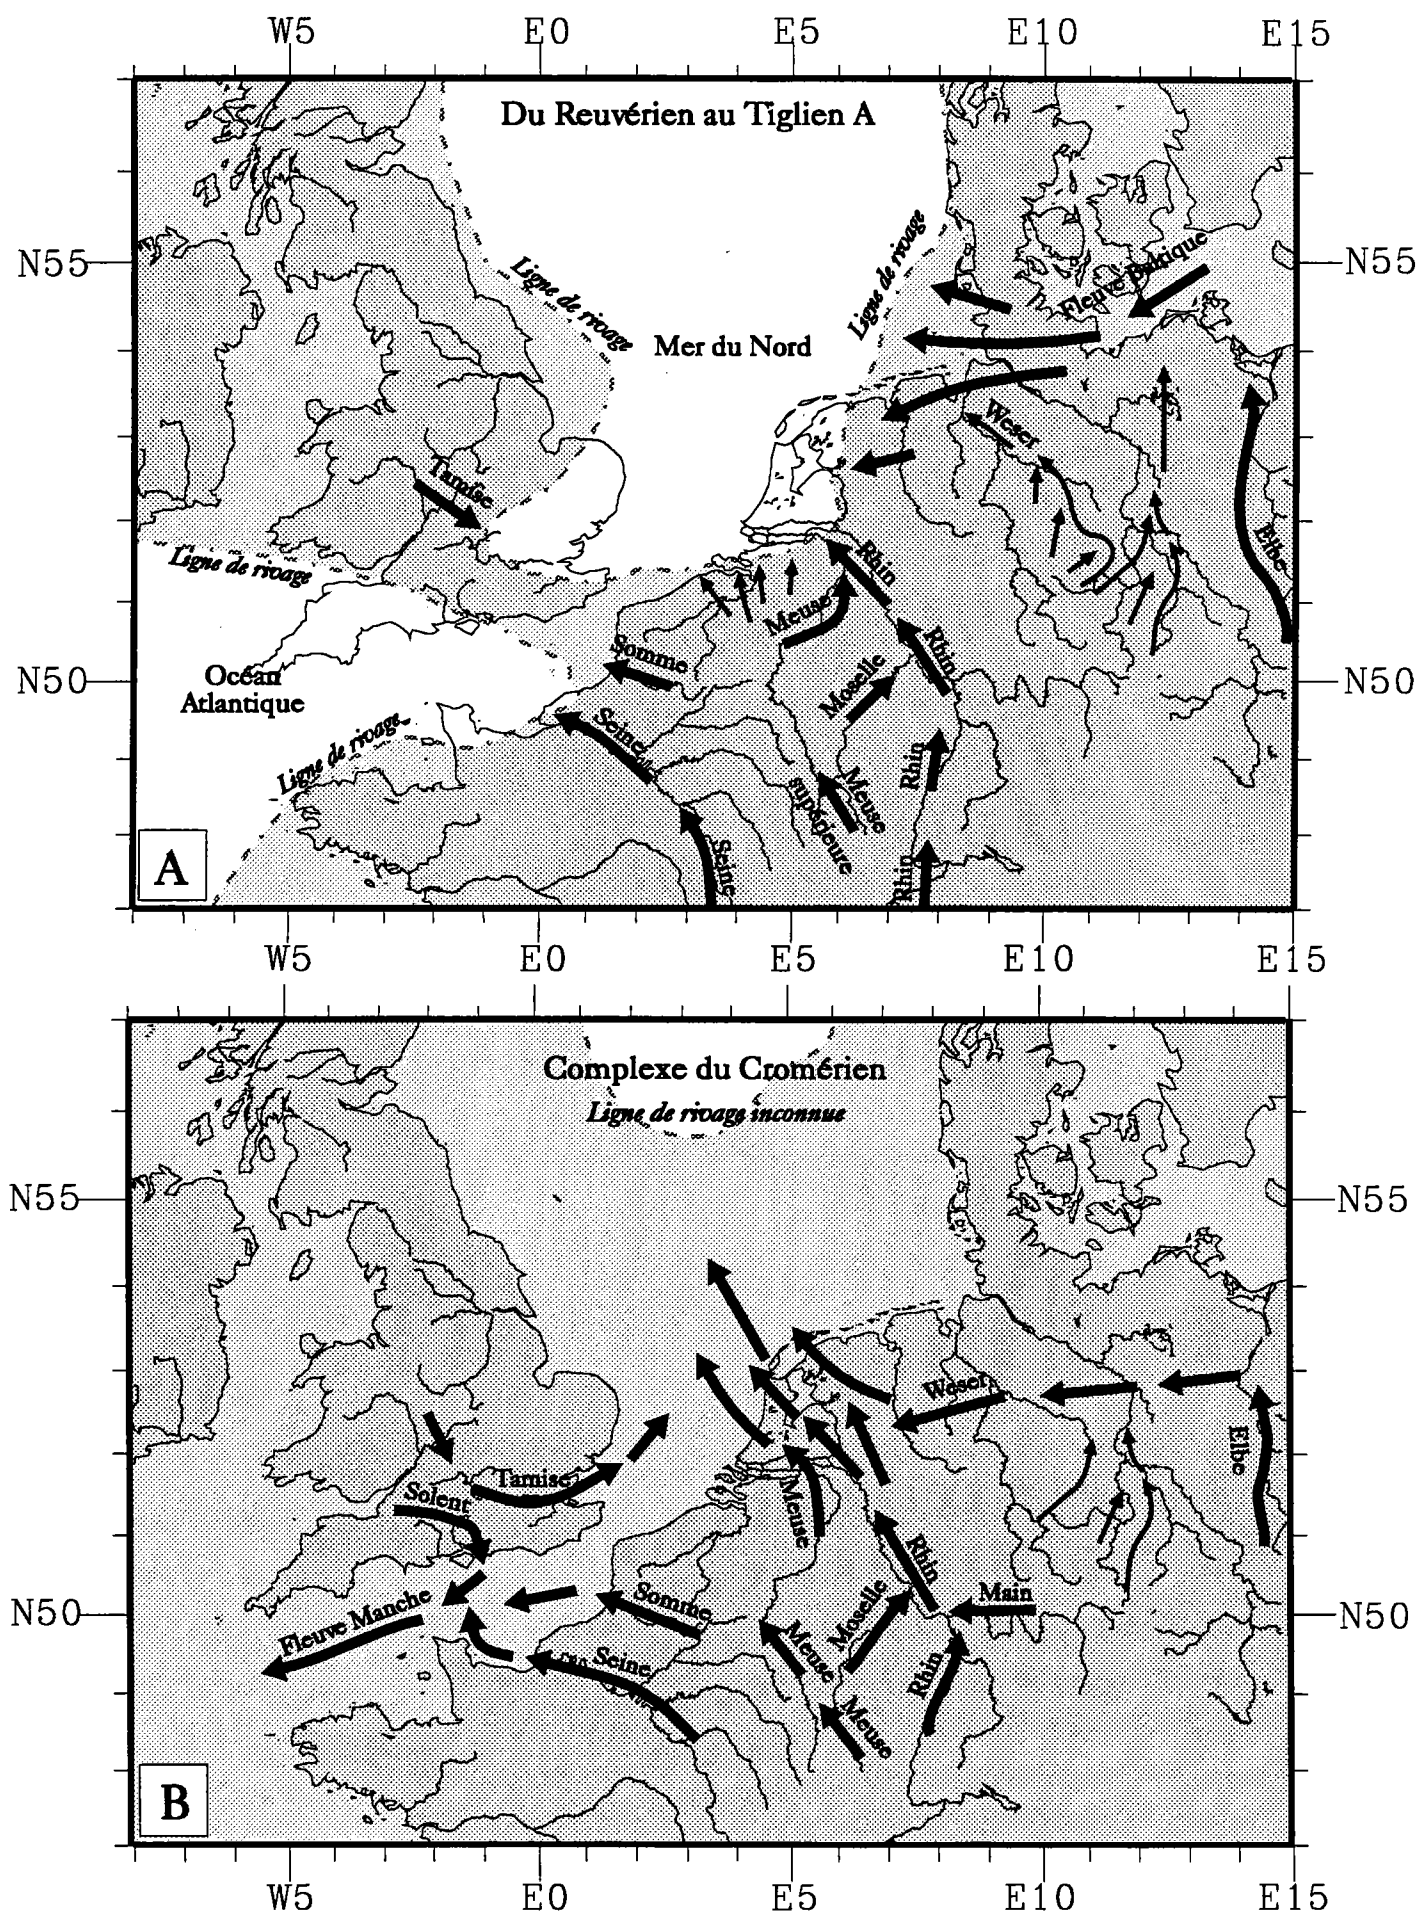 W5 E0 E5 E10 E15
Du Reuvérien au Tiglien A
N55 N55
Ligne de rivage
Ligne de rivage
Fleuve Baltique
Mer du Nord
Weser
Tamise
Elbe
Ligne de rivage
Rhin
Meuse
Somme
Rhin
N50 N50
Océan
Atlantique
Moselle
Seine
Ligne de rivage
Rhin
Meuse
supérieure
A
Seine
Rhin
W5 E0 E5 E10 E15
Complexe du Cromérien
Ligne de rivage inconnue
N55 N55
Weser
Elbe
Tamise
Solent
Meuse
Rhin
Main
Somme
Moselle
N50 N50
Fleuve Manche
Meuse
Seine
Rhin
Meuse
B
W5 E0 E5 E10 E15